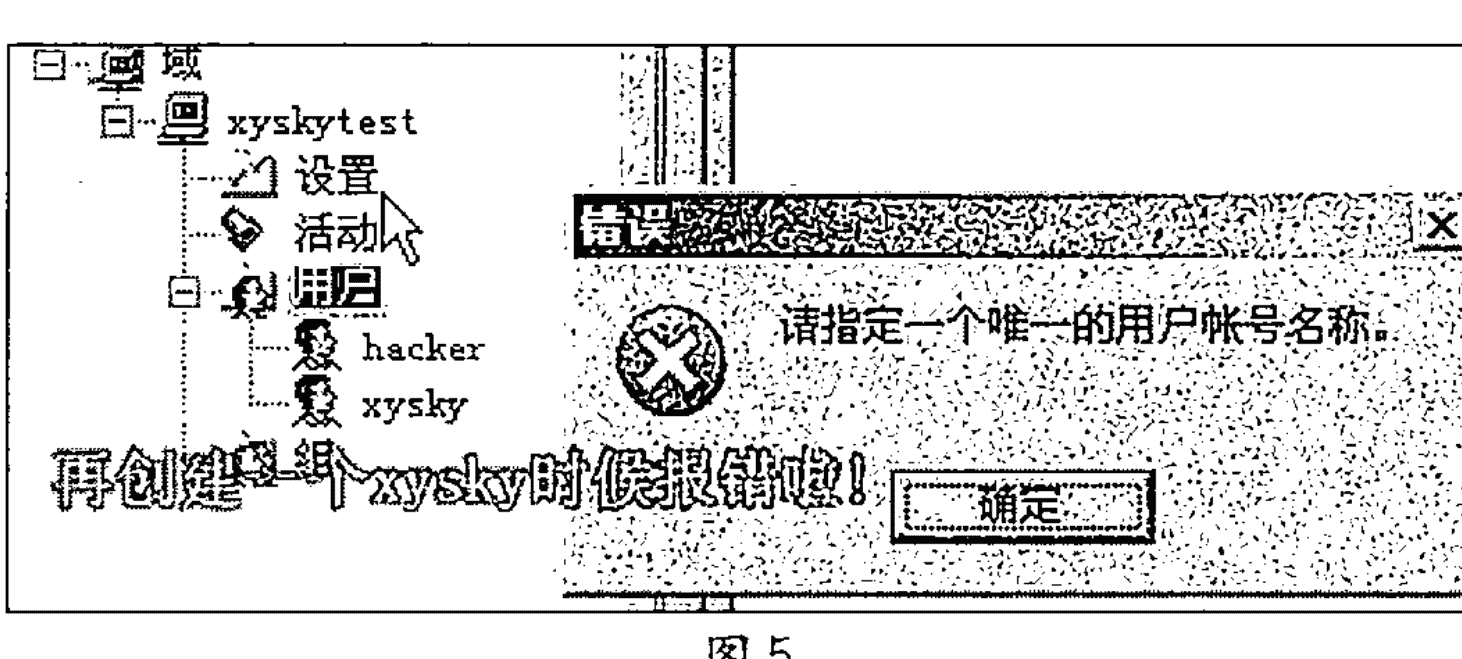 域
xyskytest
设置
活动
用户
hacker
xysky
组
错误
请指定一个唯一的用户帐号名称。
确定
再创建一个xysky时候报错啦!
图 5